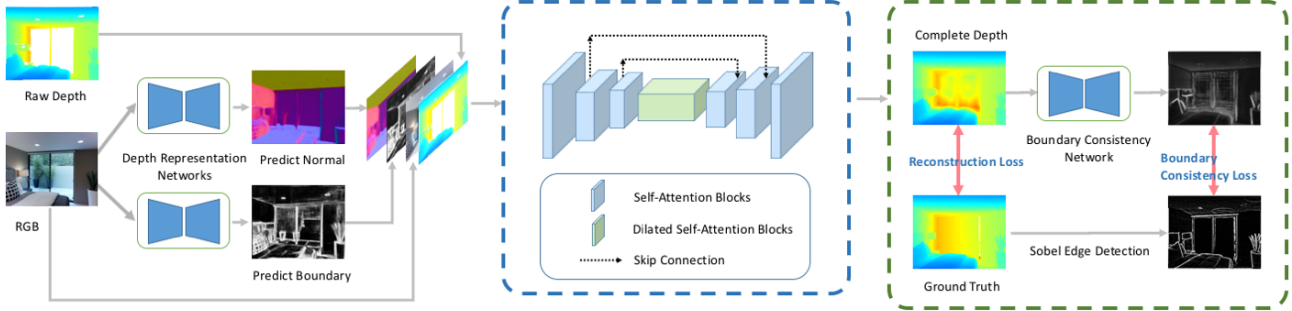 Raw Depth
RGB
Depth Representation
Networks
Predict Normal
Predict Boundary
Self-Attention Blocks
Dilated Self-Attention Blocks
Skip Connection
Complete Depth
Boundary Consistency
Network
Reconstruction Loss
Boundary
Consistency Loss
Sobel Edge Detection
Ground Truth